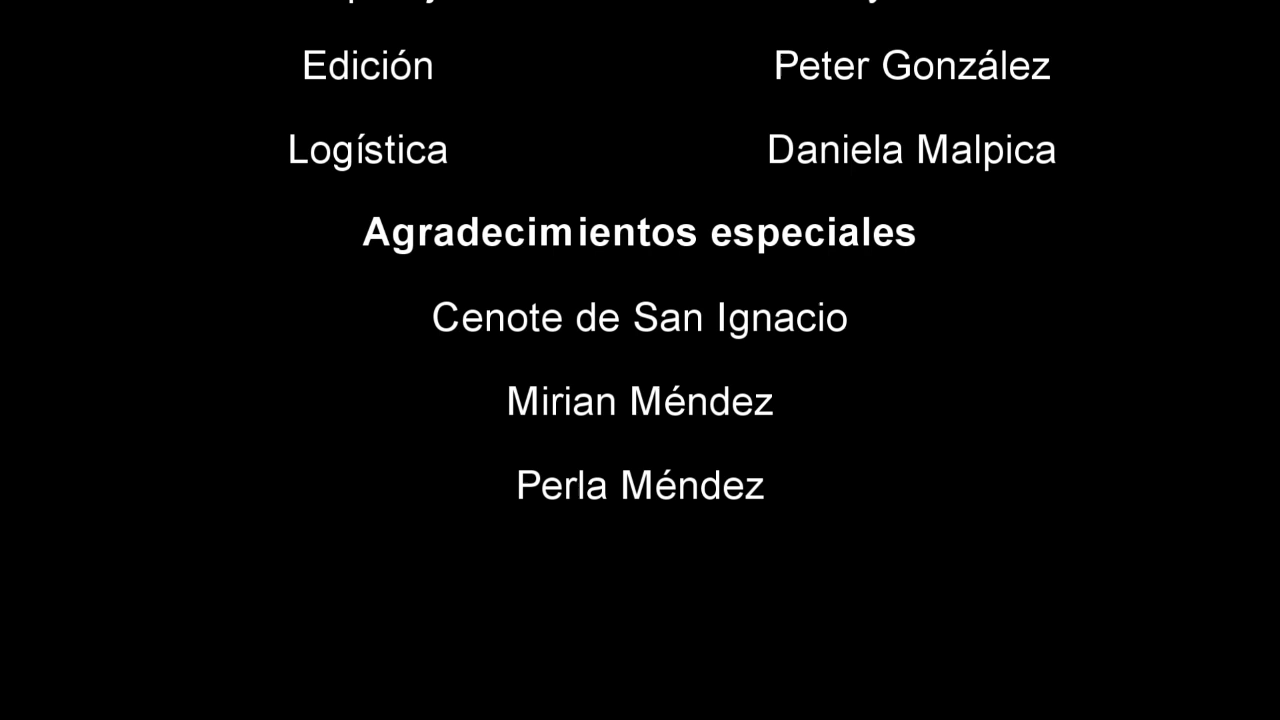 Edición Peter González
Logística Daniela Malpica
Agradecimientos especiales
Cenote de San Ignacio
Mirian Méndez
Perla Méndez